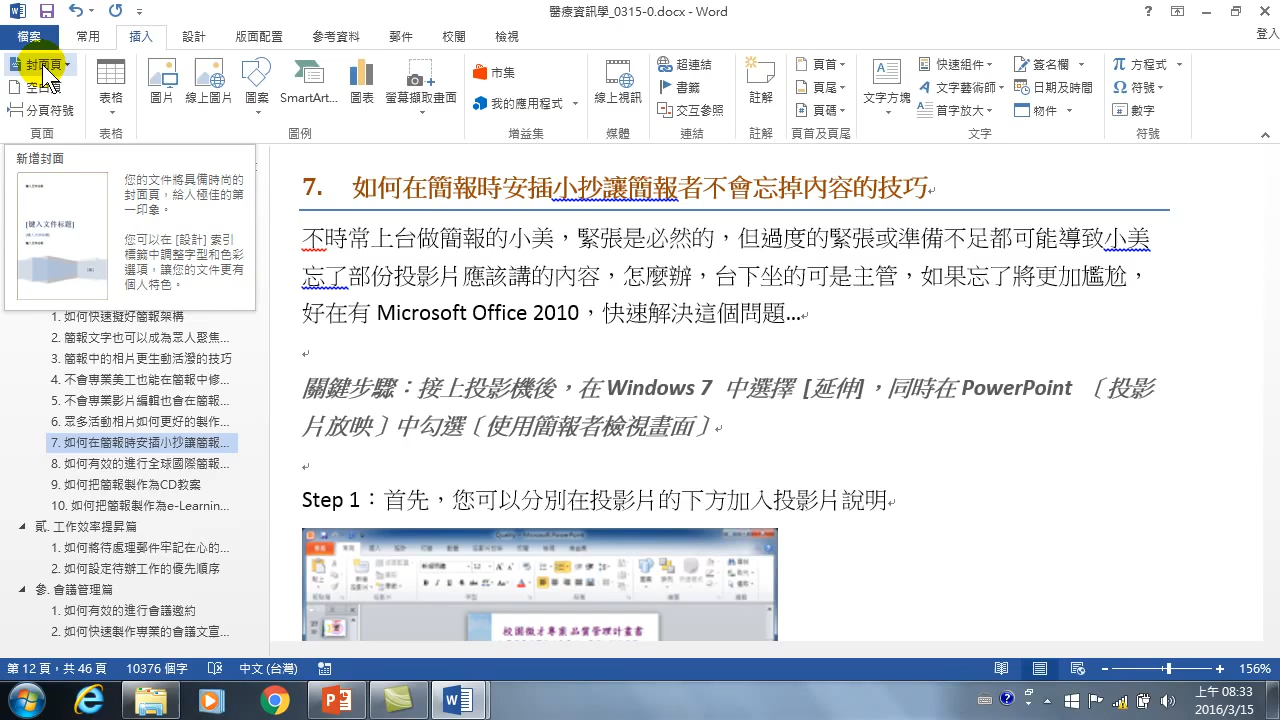 醫療資訊學_0315-0.docx - Word
檔案 常用 插入 設計 版面配置 參考資料 郵件 校閱 檢視
登入
封面頁
分頁符號
頁面
表格
表格
圖片 線上圖片 圖案 SmartArt... 圖表 螢幕擷取畫面
圖例
市集
我的應用程式
增益集
線上視訊
媒體
超連結
書籤
交互參照
連結
註解
註解
頁首
頁尾
頁碼
頁首及頁尾
文字方塊
快速組件
文字藝術師
首字放大
簽名欄
日期及時間
物件
文字
方程式
符號
數字
符號
新增封面
[键入文件标题]
您的文件將具備時尚的
封面頁，給人極佳的第
一印象。
您可以在 [設計] 索引
標籤中調整字型和色彩
選項，讓您的文件更有
個人特色。
1. 如何快速擬好簡報架構
2. 簡報文字也可以成為眾人聚焦...
3. 簡報中的相片更生動活潑的技巧
4. 不會專業美工也能在簡報中修...
5. 不會專業影片編輯也會在簡報...
6. 眾多活動相片如何更好的製作...
7. 如何在簡報時安插小抄讓簡報...
8. 如何有效的進行全球國際簡報...
9. 如何把簡報製作為CD教案
10. 如何把簡報製作為e-Learnin...
貳. 工作效率提昇篇
1. 如何將待處理郵件牢記在心的...
2. 如何設定待辦工作的優先順序
參. 會議管理篇
1. 如何有效的進行會議邀約
2. 如何快速製作專業的會議文宣...
7. 如何在簡報時安插小抄讓簡報者不會忘掉內容的技巧
不時常上台做簡報的小美，緊張是必然的，但過度的緊張或準備不足都可能導致小美
忘了部份投影片應該講的內容，怎麼辦，台下坐的可是主管，如果忘了將更加尷尬，
好在有 Microsoft Office 2010，快速解決這個問題...
關鍵步驟：接上投影機後，在 Windows 7 中選擇 [延伸]，同時在 PowerPoint 〔投影
片放映〕中勾選〔使用簡報者檢視畫面〕
Step 1：首先，您可以分別在投影片的下方加入投影片說明
校園徵才專案品質管理計畫書
第 12 頁，共 46 頁 10376 個字 中文 (台灣) 156%
上午 08:33
2016/3/15